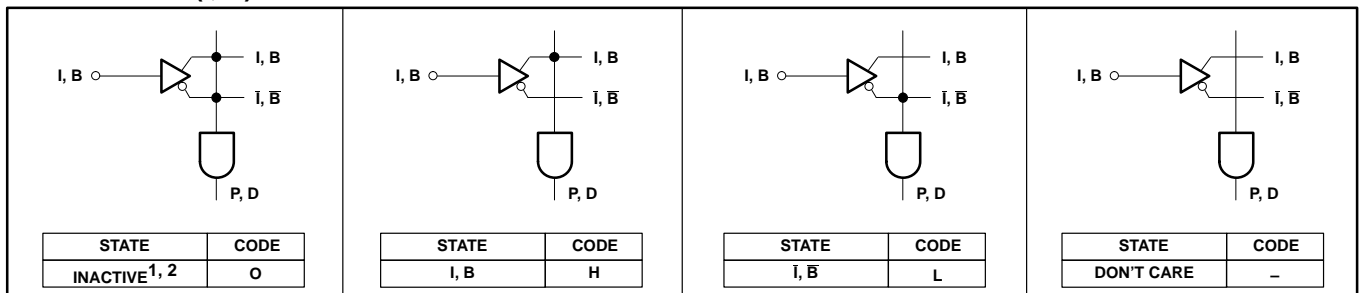 I, B
I, B
Ī, B̅
P, D
STATE CODE
INACTIVE1, 2 O
I, B
I, B
Ī, B̅
P, D
STATE CODE
I, B H
I, B
I, B
Ī, B̅
P, D
STATE CODE
Ī, B̅ L
I, B
I, B
Ī, B̅
P, D
STATE CODE
DON'T CARE –